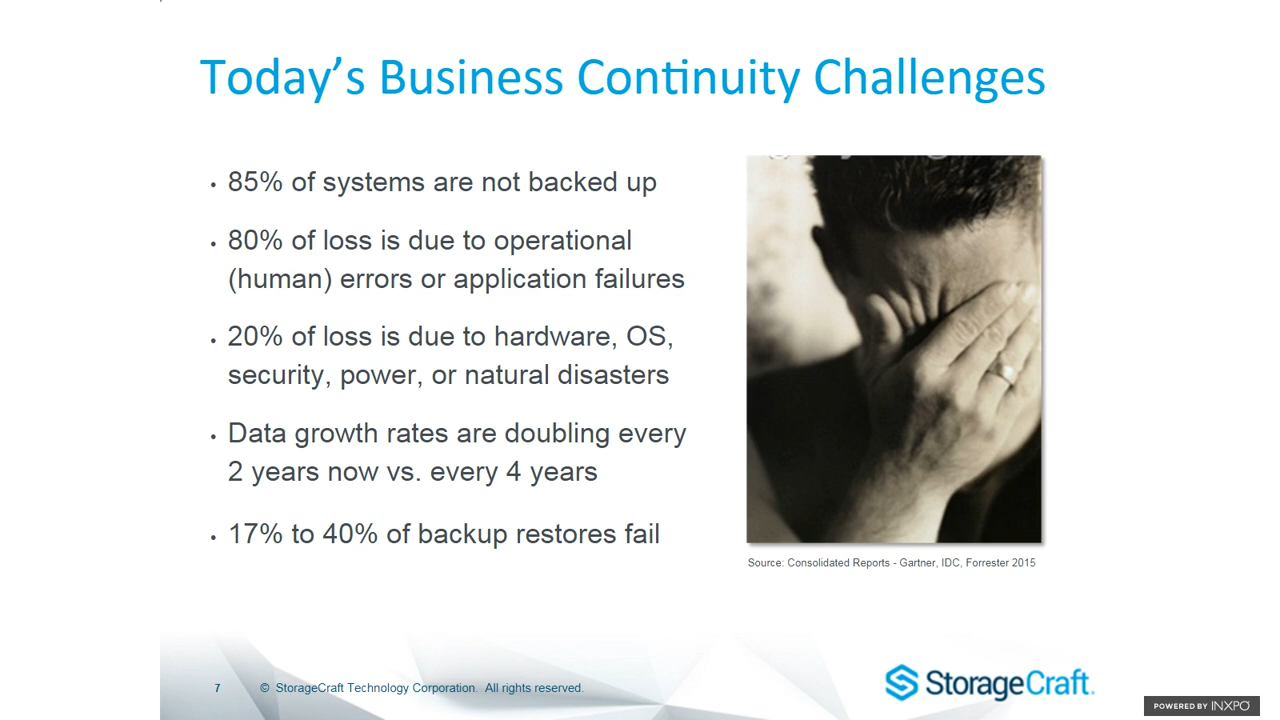 Today’s Business Continuity Challenges
• 85% of systems are not backed up
• 80% of loss is due to operational
(human) errors or application failures
• 20% of loss is due to hardware, OS,
security, power, or natural disasters
• Data growth rates are doubling every
2 years now vs. every 4 years
• 17% to 40% of backup restores fail
Source: Consolidated Reports - Gartner, IDC, Forrester 2015
7 © StorageCraft Technology Corporation. All rights reserved.
StorageCraft.
POWERED BY INXPO